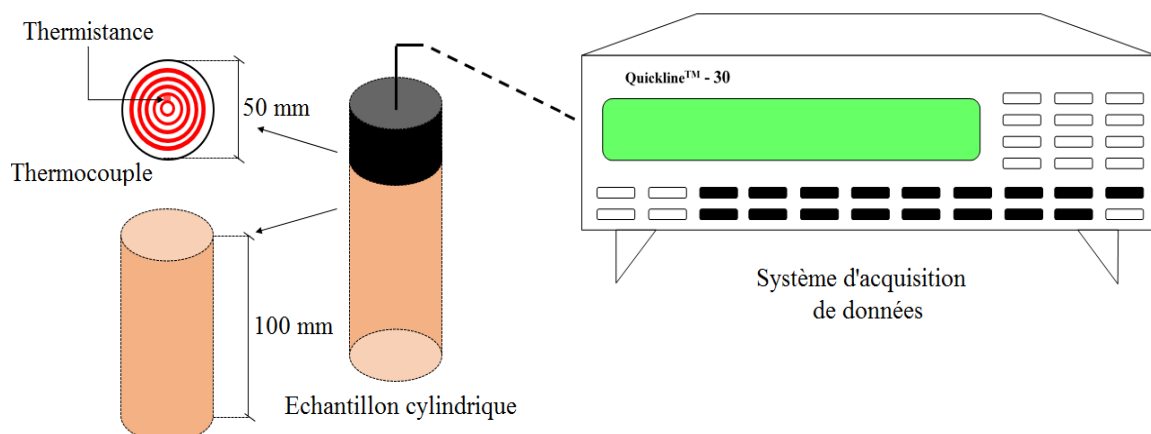 Thermistance
50 mm
Thermocouple
100 mm
Echantillon cylindrique
Quickline™ - 30
Système d'acquisition
de données